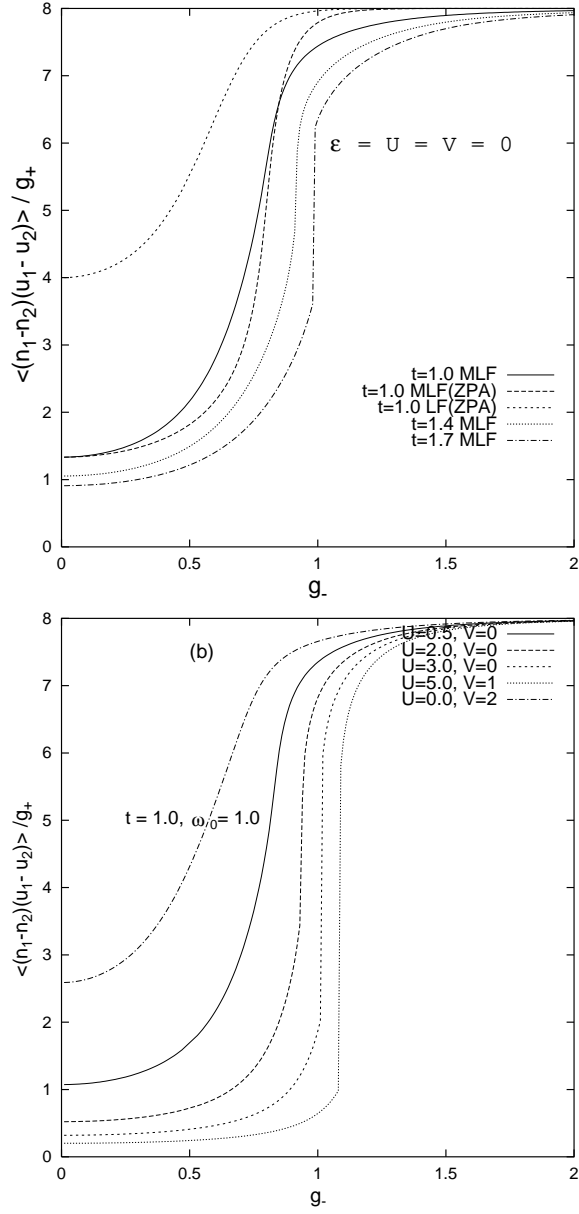 8
7
6
5
4
3
2
1
0
<(n1-n2)(u1- u2)> / g+
ε = U = V = 0
t=1.0 MLF
t=1.0 MLF(ZPA)
t=1.0 LF(ZPA)
t=1.4 MLF
t=1.7 MLF
0 0.5 1 1.5 2
g-
8
7
6
5
4
3
2
1
0
<(n1-n2)(u1- u2)> /g+
(b)
U=0.5, V=0
U=2.0, V=0
U=3.0, V=0
U=5.0, V=1
U=0.0, V=2
t = 1.0, ω0= 1.0
0 0.5 1 1.5 2
g-